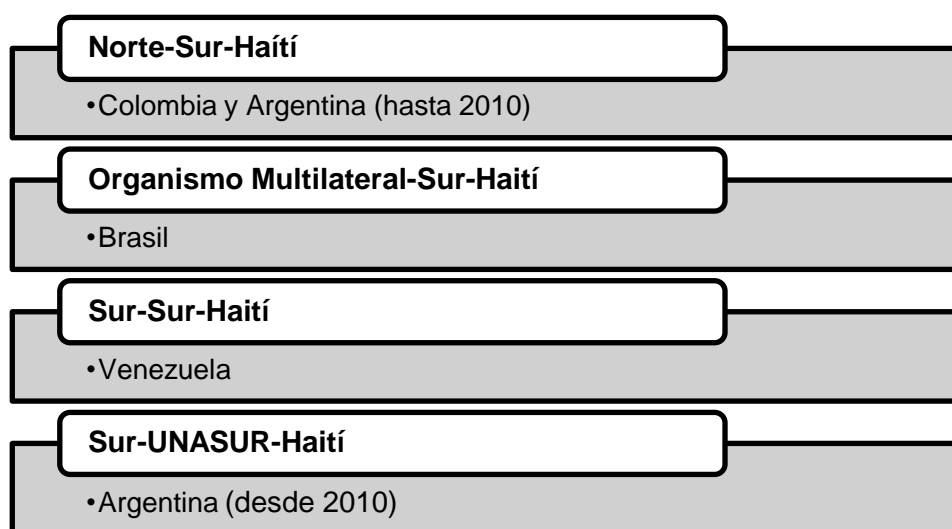 Norte-Sur-Haítí
•Colombia y Argentina (hasta 2010)
Organismo Multilateral-Sur-Haití
•Brasil
Sur-Sur-Haití
•Venezuela
Sur-UNASUR-Haití
•Argentina (desde 2010)